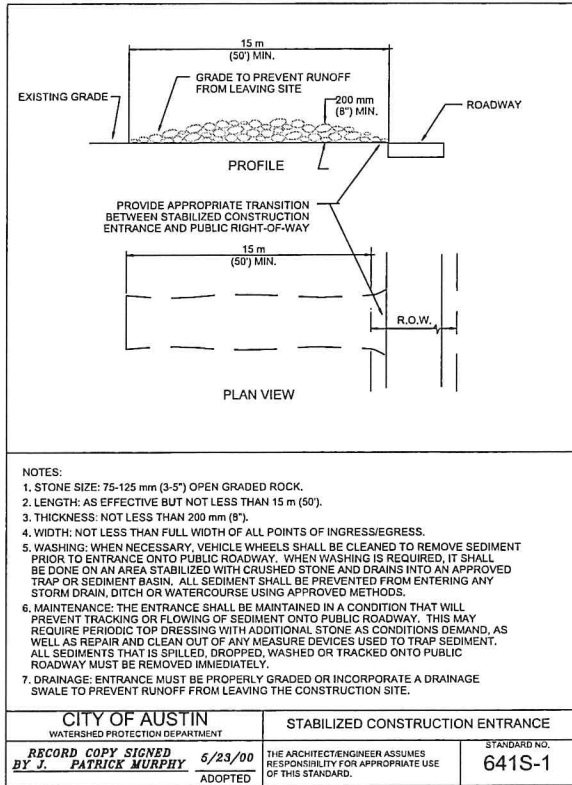 15 m
(50') MIN.
GRADE TO PREVENT RUNOFF
FROM LEAVING SITE
EXISTING GRADE
200 mm
(8") MIN.
ROADWAY
PROFILE
PROVIDE APPROPRIATE TRANSITION
BETWEEN STABILIZED CONSTRUCTION
ENTRANCE AND PUBLIC RIGHT-OF-WAY
15 m
(50') MIN.
R.O.W.
PLAN VIEW
NOTES:
1. STONE SIZE: 75-125 mm (3-5") OPEN GRADED ROCK.
2. LENGTH: AS EFFECTIVE BUT NOT LESS THAN 15 m (50').
3. THICKNESS: NOT LESS THAN 200 mm (8").
4. WIDTH: NOT LESS THAN FULL WIDTH OF ALL POINTS OF INGRESS/EGRESS.
5. WASHING: WHEN NECESSARY, VEHICLE WHEELS SHALL BE CLEANED TO REMOVE SEDIMENT
PRIOR TO ENTRANCE ONTO PUBLIC ROADWAY. WHEN WASHING IS REQUIRED, IT SHALL
BE DONE ON AN AREA STABILIZED WITH CRUSHED STONE AND DRAINS INTO AN APPROVED
TRAP OR SEDIMENT BASIN. ALL SEDIMENT SHALL BE PREVENTED FROM ENTERING ANY
STORM DRAIN, DITCH OR WATERCOURSE USING APPROVED METHODS.
6. MAINTENANCE: THE ENTRANCE SHALL BE MAINTAINED IN A CONDITION THAT WILL
PREVENT TRACKING OR FLOWING OF SEDIMENT ONTO PUBLIC ROADWAY. THIS MAY
REQUIRE PERIODIC TOP DRESSING WITH ADDITIONAL STONE AS CONDITIONS DEMAND, AS
WELL AS REPAIR AND CLEAN OUT OF ANY MEASURE DEVICES USED TO TRAP SEDIMENT.
ALL SEDIMENTS THAT IS SPILLED, DROPPED, WASHED OR TRACKED ONTO PUBLIC
ROADWAY MUST BE REMOVED IMMEDIATELY.
7. DRAINAGE: ENTRANCE MUST BE PROPERLY GRADED OR INCORPORATE A DRAINAGE
SWALE TO PREVENT RUNOFF FROM LEAVING THE CONSTRUCTION SITE.
CITY OF AUSTIN
WATERSHED PROTECTION DEPARTMENT
STABILIZED CONSTRUCTION ENTRANCE
RECORD COPY SIGNED
BY J. PATRICK MURPHY
5/23/00
ADOPTED
THE ARCHITECT/ENGINEER ASSUMES
RESPONSIBILITY FOR APPROPRIATE USE
OF THIS STANDARD.
STANDARD NO.
641S-1